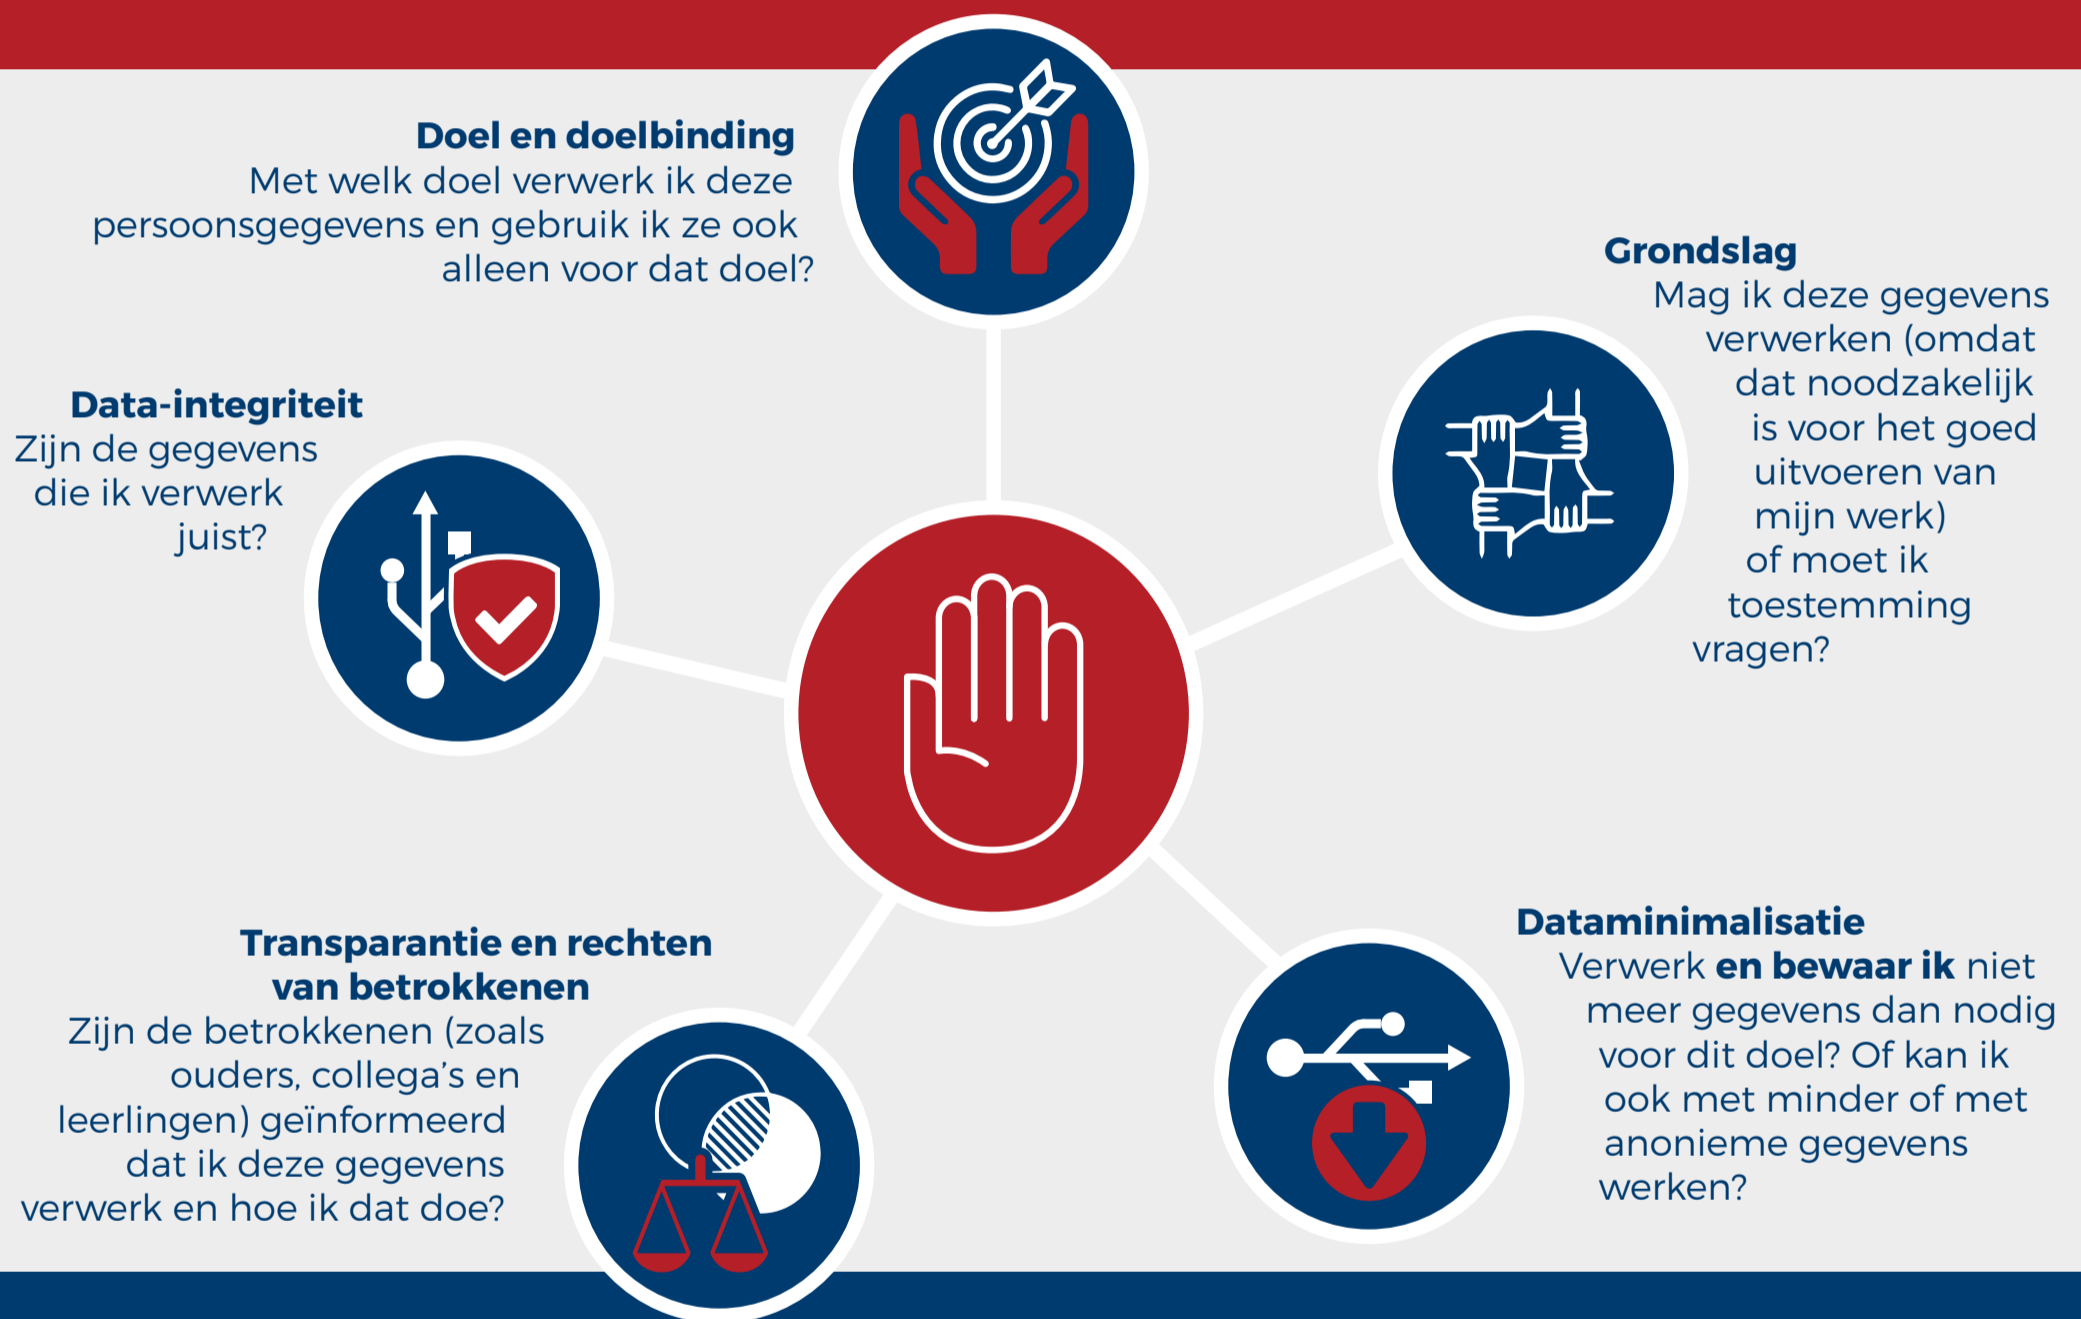 Doel en doelbinding
Met welk doel verwerk ik deze
persoonsgegevens en gebruik ik ze ook
alleen voor dat doel?
Grondslag
Mag ik deze gegevens
verwerken (omdat
dat noodzakelijk
is voor het goed
uitvoeren van
mijn werk)
of moet ik
toestemming
vragen?
Data-integriteit
Zijn de gegevens
die ik verwerk
juist?
Dataminimalisatie
Verwerk en bewaar ik niet
meer gegevens dan nodig
voor dit doel? Of kan ik
ook met minder of met
anonieme gegevens
werken?
Transparantie en rechten
van betrokkenen
Zijn de betrokkenen (zoals
ouders, collega's en
leerlingen) geïnformeerd
dat ik deze gegevens
verwerk en hoe ik dat doe?